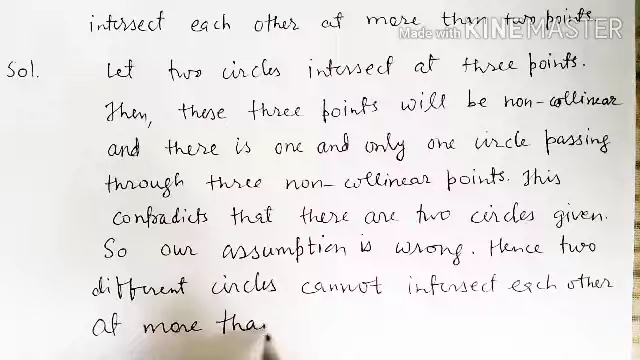 intersect each other at more than two points
Made with KINEMASTER
Sol. Let two circles intersect at three points.
Then, these three points will be non-collinear
and there is one and only one circle passing
through three non-collinear points. This
contradicts that there are two circles given.
So our assumption is wrong. Hence two
different circles cannot intersect each other
at more tha